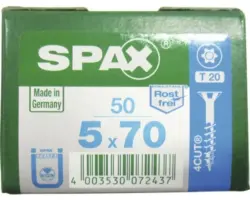 SPAX®
T 20
Made in
Germany
Rost
frei
50
5 x 70
4CUT®
4 003530 072437